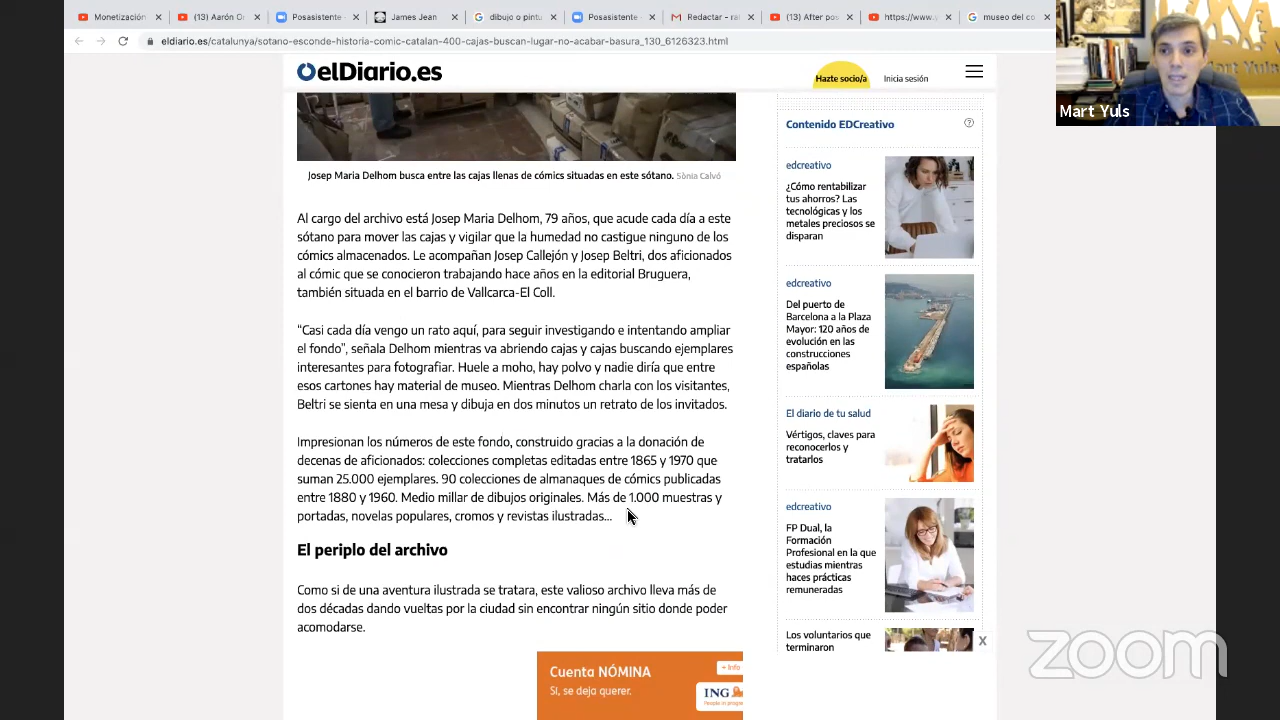 Monetización
(13) Aaron O
Posasistente -
James Jean
dibujo o pintu
Posasistente -
Redactar - ra
(13) After pos
https://www.y
museo del co
eldiario.es/catalunya/sotano-esconde-historia-comic-catalan-400-cajas-buscan-lugar-no-acabar-basura_130_6126323.html
elDiario.es
Hazte socio/a
Inicia sesión
Mart Yuls
Josep Maria Delhom busca entre las cajas llenas de cómics situadas en este sótano. Sònia Calvó
Al cargo del archivo está Josep Maria Delhom, 79 años, que acude cada día a este
sótano para mover las cajas y vigilar que la humedad no castigue ninguno de los
cómics almacenados. Le acompañan Josep Callejón y Josep Beltri, dos aficionados
al cómic que se conocieron trabajando hace años en la editorial Bruguera,
también situada en el barrio de Vallcarca-El Coll.
“Casi cada día vengo un rato aquí, para seguir investigando e intentando ampliar
el fondo”, señala Delhom mientras va abriendo cajas y cajas buscando ejemplares
interesantes para fotografiar. Huele a moho, hay polvo y nadie diría que entre
esos cartones hay material de museo. Mientras Delhom charla con los visitantes,
Beltri se sienta en una mesa y dibuja en dos minutos un retrato de los invitados.
Impresionan los números de este fondo, construido gracias a la donación de
decenas de aficionados: colecciones completas editadas entre 1865 y 1970 que
suman 25.000 ejemplares. 90 colecciones de almanaques de cómics publicadas
entre 1880 y 1960. Medio millar de dibujos originales. Más de 1.000 muestras y
portadas, novelas populares, cromos y revistas ilustradas...
El periplo del archivo
Como si de una aventura ilustrada se tratara, este valioso archivo lleva más de
dos décadas dando vueltas por la ciudad sin encontrar ningún sitio donde poder
acomodarse.
Cuenta NÓMINA
Si, se deja querer.
+ Info
ING
Contenido EDCreativo
?
edcreativo
¿Cómo rentabilizar
tus ahorros? Las
tecnológicas y los
metales preciosos se
disparan
edcreativo
Del puerto de
Barcelona a la Plaza
Mayor: 120 años de
evolución en las
construcciones
españolas
El diario de tu salud
Vértigos, claves para
reconocerlos y
tratarlos
edcreativo
FP Dual, la
Formación
Profesional en la que
estudias mientras
haces prácticas
remuneradas
Los voluntarios que
terminaron
X
zoom